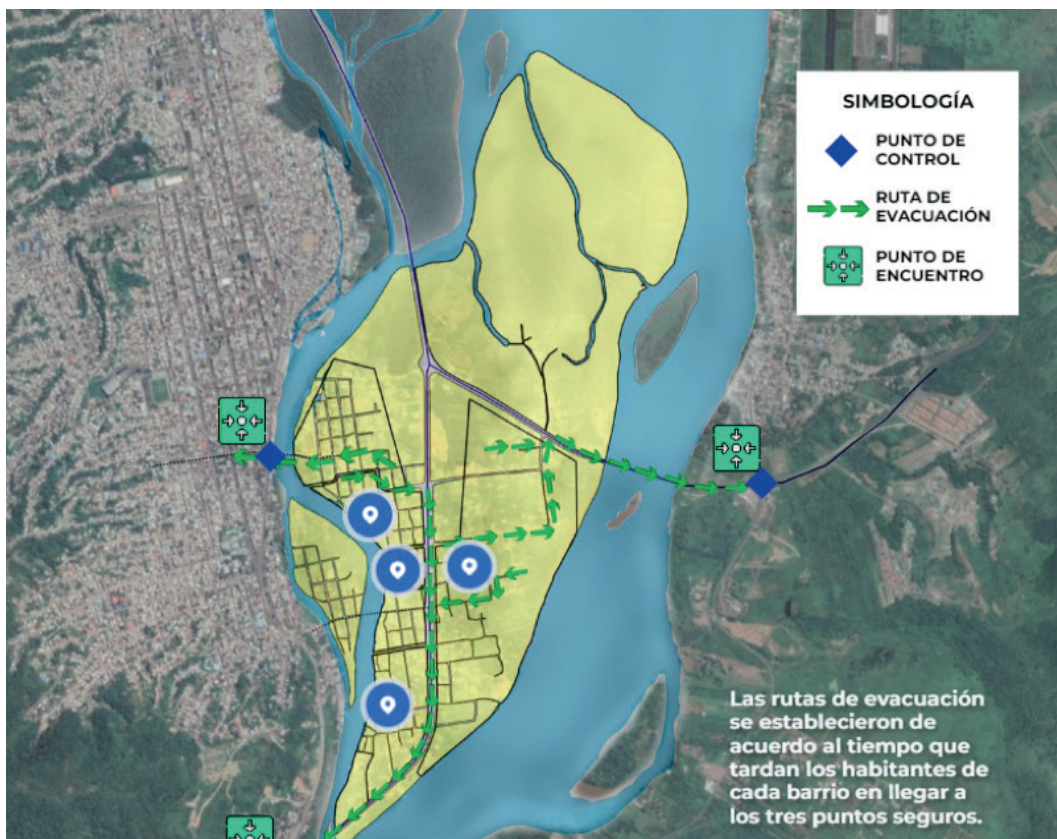 SIMBOLOGÍA
PUNTO DE
CONTROL
RUTA DE
EVACUACIÓN
PUNTO DE
ENCUENTRO
Las rutas de evacuación
se establecieron de
acuerdo al tiempo que
tardan los habitantes de
cada barrio en llegar a
los tres puntos seguros.